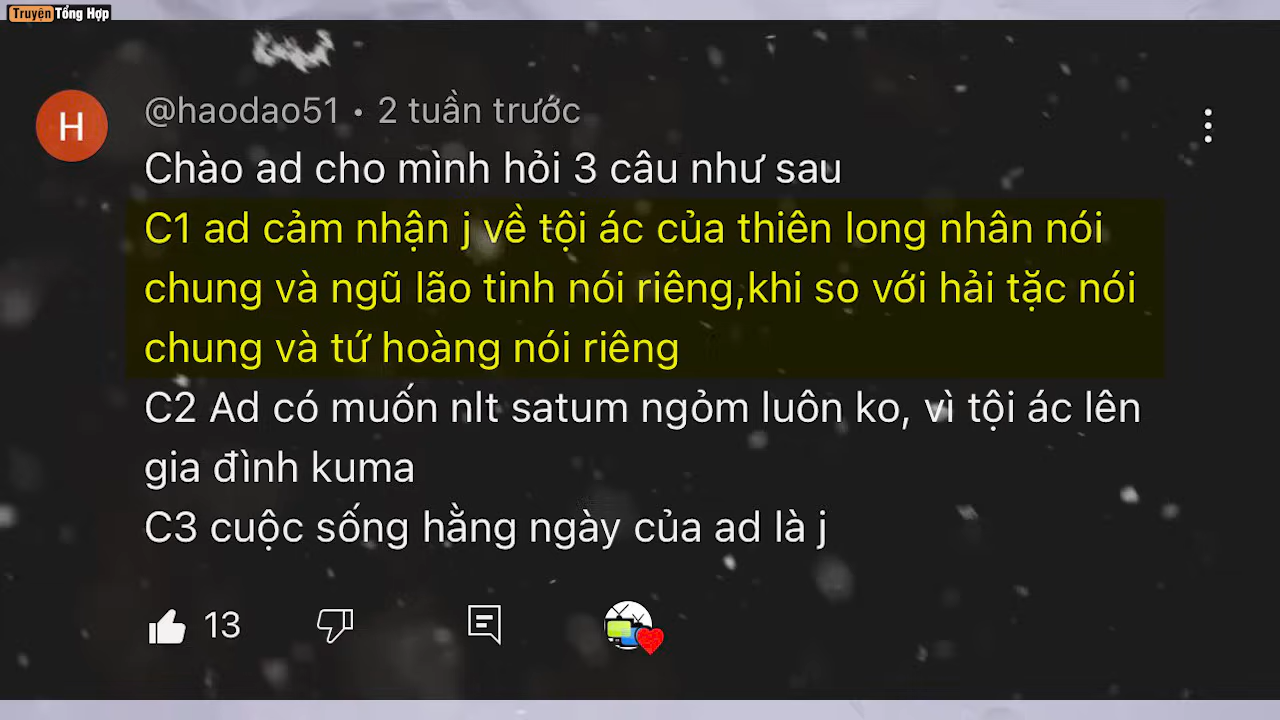 Truyện Tổng Hợp
H
@haodao51 • 2 tuần trước
Chào ad cho mình hỏi 3 câu như sau
C1 ad cảm nhận j về tội ác của thiên long nhân nói
chung và ngũ lão tinh nói riêng,khi so với hải tặc nói
chung và tứ hoàng nói riêng
C2 Ad có muốn nlt satum ngỏm luôn ko, vì tội ác lên
gia đình kuma
C3 cuộc sống hằng ngày của ad là j
13